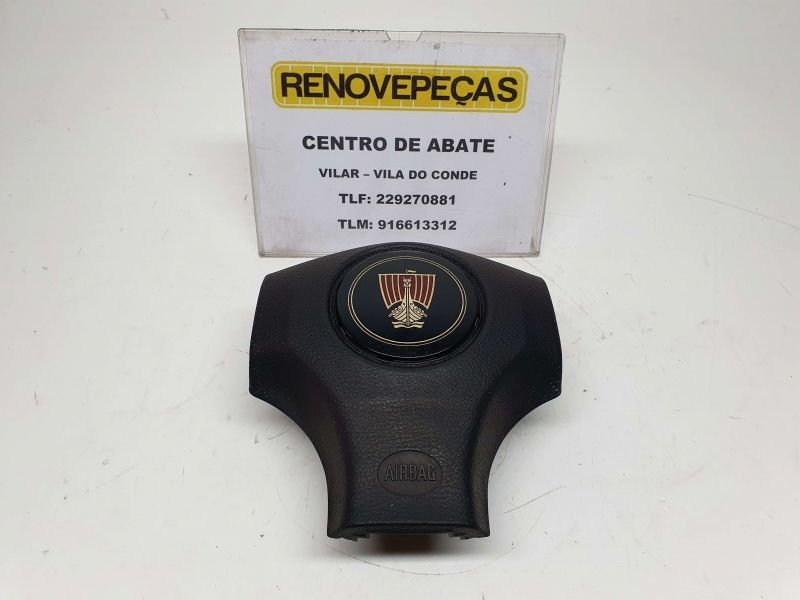 RENOVEPEÇAS
CENTRO DE ABATE
VILAR – VILA DO CONDE
TLF: 229270881
TLM: 916613312
AIRBAG